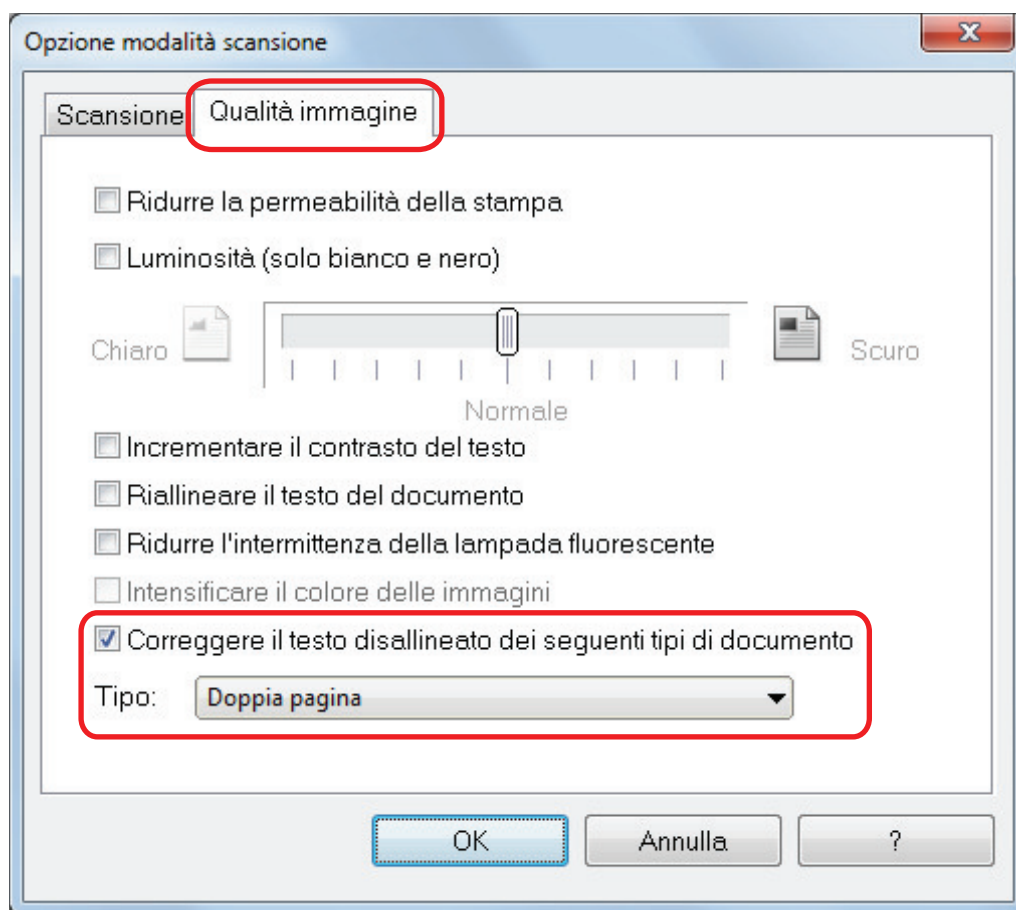 Opzione modalità scansione
Scansione Qualità immagine
Ridurre la permeabilità della stampa
Luminosità (solo bianco e nero)
Chiaro Scuro
Normale
Incrementare il contrasto del testo
Riallineare il testo del documento
Ridurre l'intermittenza della lampada fluorescente
Intensificare il colore delle immagini
Correggere il testo disallineato dei seguenti tipi di documento
Tipo: Doppia pagina
OK Annulla ?